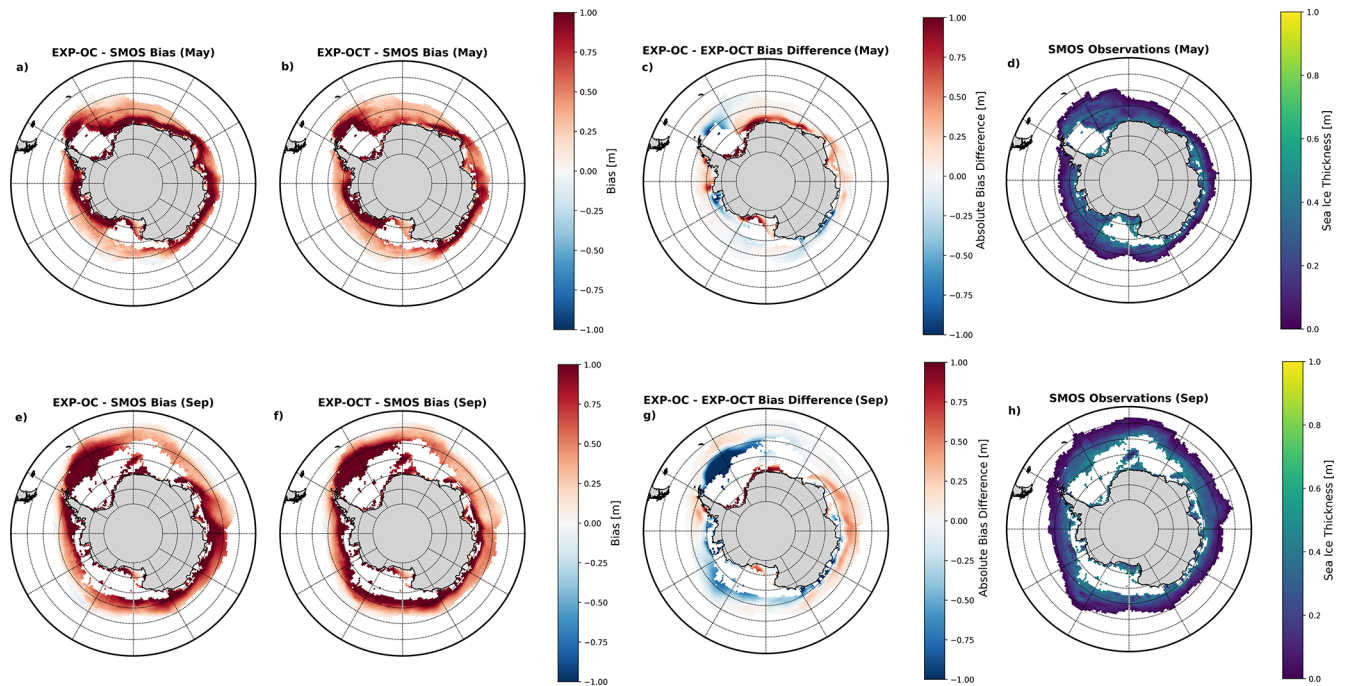 EXP-OC - SMOS Bias (May)
a)
EXP-OCT - SMOS Bias (May)
b)
1.00
0.75
0.50
0.25
0.00
−0.25
−0.50
−0.75
−1.00
Bias [m]
EXP-OC - EXP-OCT Bias Difference (May)
c)
1.00
0.75
0.50
0.25
0.00
−0.25
−0.50
−0.75
−1.00
Absolute Bias Difference [m]
SMOS Observations (May)
d)
1.0
0.8
0.6
0.4
0.2
0.0
Sea Ice Thickness [m]
EXP-OC - SMOS Bias (Sep)
e)
EXP-OCT - SMOS Bias (Sep)
f)
1.00
0.75
0.50
0.25
0.00
−0.25
−0.50
−0.75
−1.00
Bias [m]
EXP-OC - EXP-OCT Bias Difference (Sep)
g)
1.00
0.75
0.50
0.25
0.00
−0.25
−0.50
−0.75
−1.00
Absolute Bias Difference [m]
SMOS Observations (Sep)
h)
1.0
0.8
0.6
0.4
0.2
0.0
Sea Ice Thickness [m]